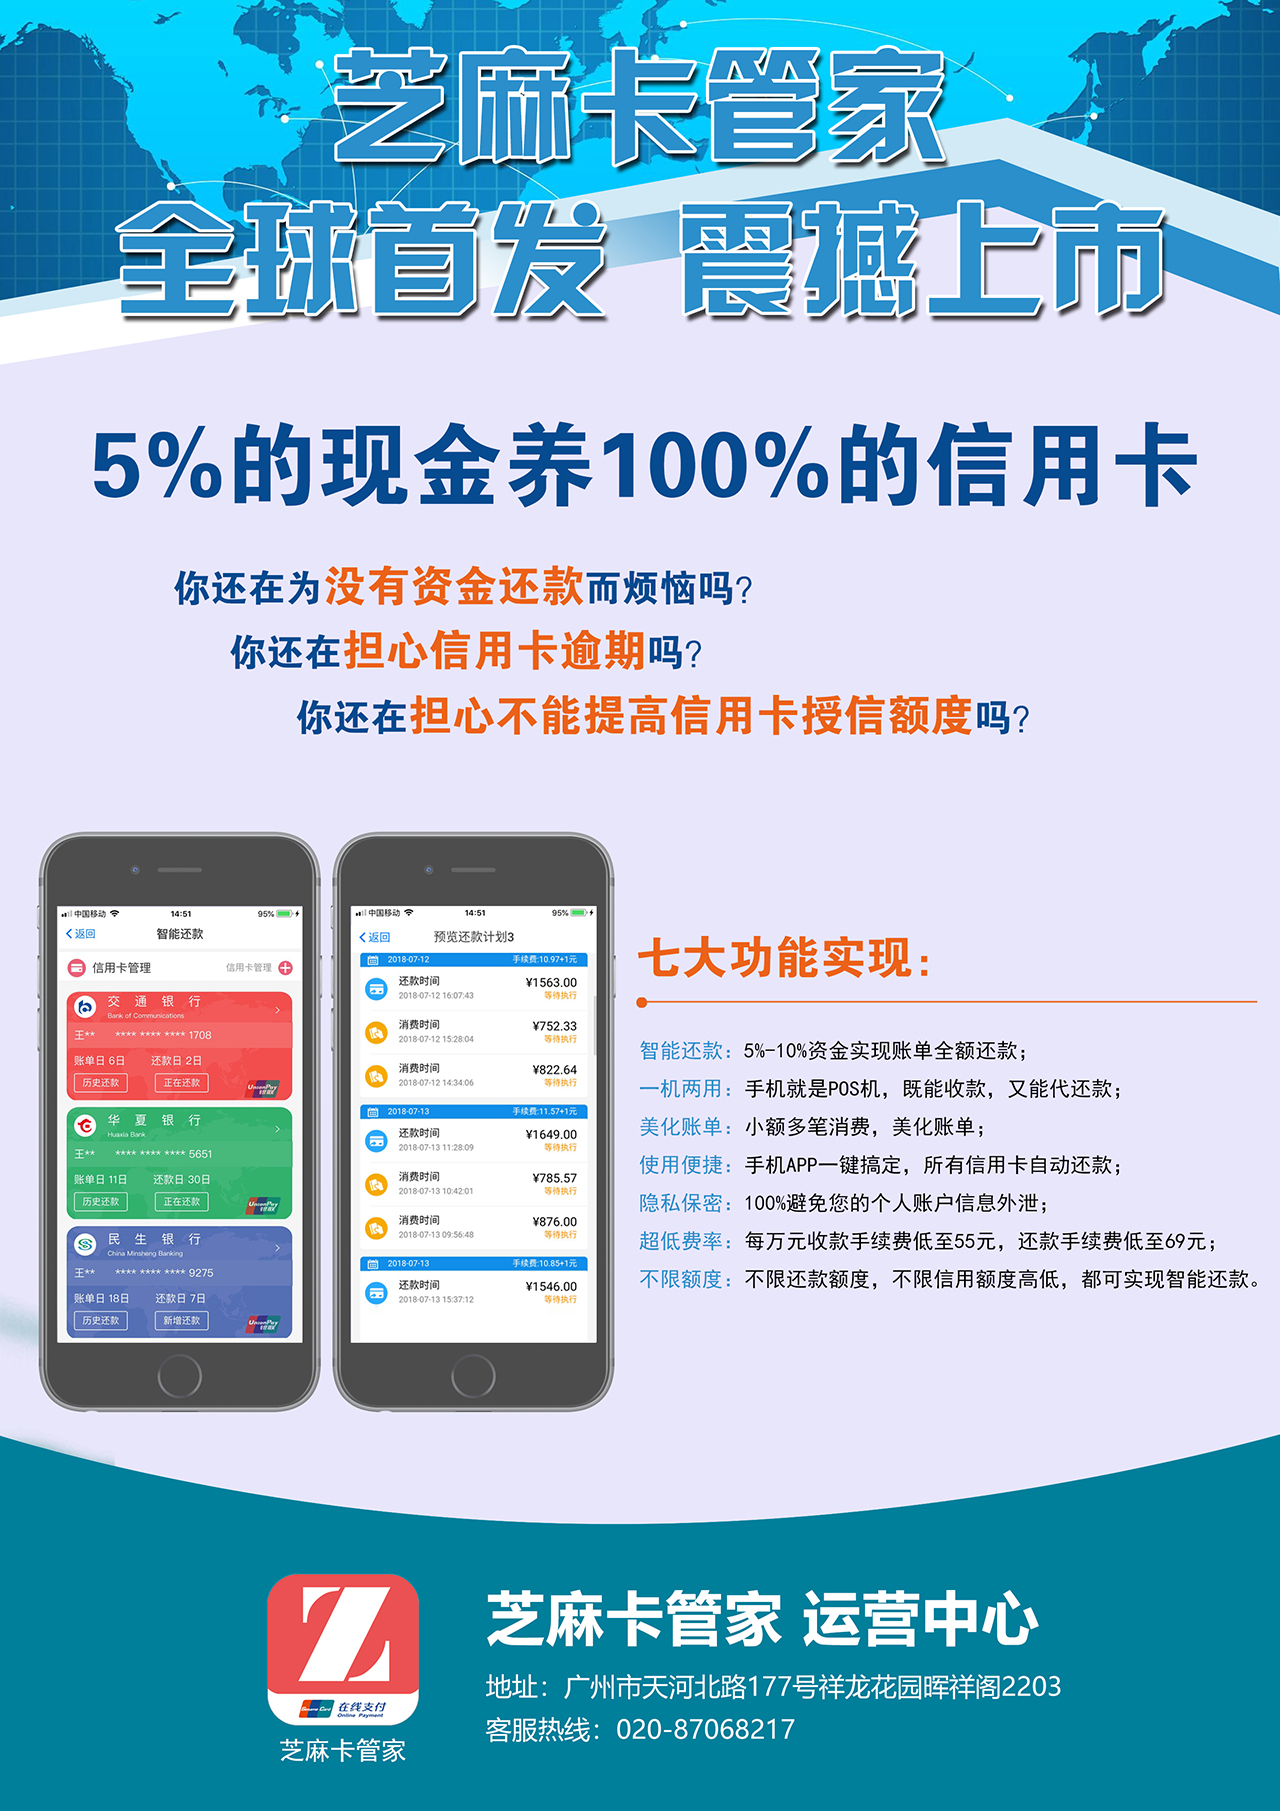 芝麻卡管家
全球首发 震撼上市
5%的现金养100%的信用卡
你还在为没有资金还款而烦恼吗?
你还在担心信用卡逾期吗?
你还在担心不能提高信用卡授信额度吗?
中国移动 14:51 95%
返回 智能还款
信用卡管理 信用卡管理
交通银行
Bank of Communications
王** **** **** **** 1708
账单日 6日 还款日 2日
历史还款 正在还款
UnionPay
银联
华夏银行
Huaxia Bank
王** **** **** **** 5651
账单日 11日 还款日 30日
历史还款 正在还款
UnionPay
银联
民生银行
China Minsheng Banking
王** **** **** **** 9275
账单日 18日 还款日 7日
历史还款 新增还款
UnionPay
银联
中国移动 14:51 95%
返回 预览还款计划3
2018-07-12 手续费:10.97+1元
还款时间 ¥1563.00
2018-07-12 16:07:43 等待执行
消费时间 ¥752.33
2018-07-12 15:28:04 等待执行
消费时间 ¥822.64
2018-07-12 14:34:06 等待执行
2018-07-13 手续费:11.57+1元
还款时间 ¥1649.00
2018-07-13 11:28:09 等待执行
消费时间 ¥785.57
2018-07-13 10:42:01 等待执行
消费时间 ¥876.00
2018-07-13 09:56:48 等待执行
2018-07-13 手续费:10.85+1元
还款时间 ¥1546.00
2018-07-13 15:37:12 等待执行
七大功能实现：
智能还款：5%-10%资金实现账单全额还款；
一机两用：手机就是POS机，既能收款，又能代还款；
美化账单：小额多笔消费，美化账单；
使用便捷：手机APP一键搞定，所有信用卡自动还款；
隐私保密：100%避免您的个人账户信息外泄；
超低费率：每万元收款手续费低至55元，还款手续费低至69元；
不限额度：不限还款额度，不限信用额度高低，都可实现智能还款。
Z
在线支付
Online Payment
芝麻卡管家
芝麻卡管家 运营中心
地址：广州市天河北路177号祥龙花园晖祥阁2203
客服热线：020-87068217